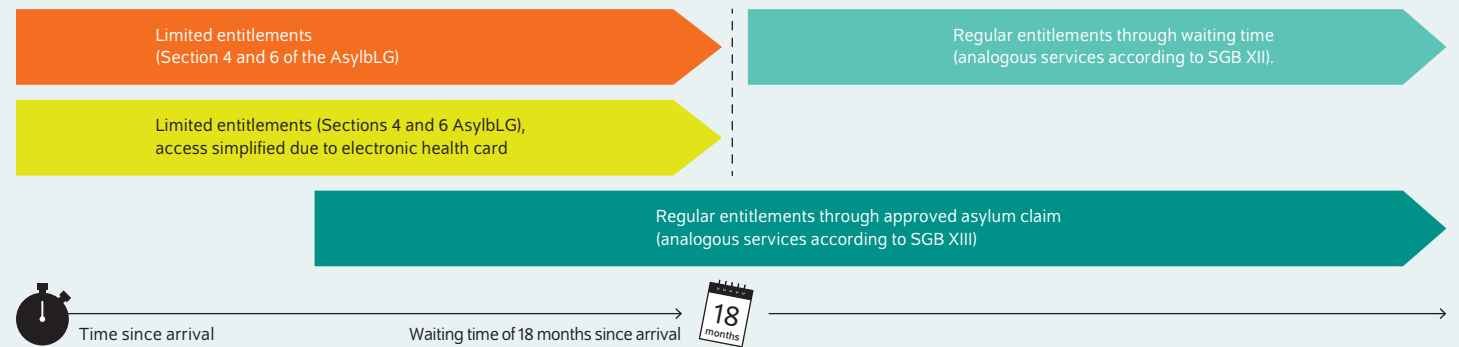 Limited entitlements
(Section 4 and 6 of the AsylbLG)
Regular entitlements through waiting time
(analogous services according to SGB XII).
Limited entitlements (Sections 4 and 6 AsylbLG),
access simplified due to electronic health card
Regular entitlements through approved asylum claim
(analogous services according to SGB XIII)
Time since arrival
Waiting time of 18 months since arrival
18
months